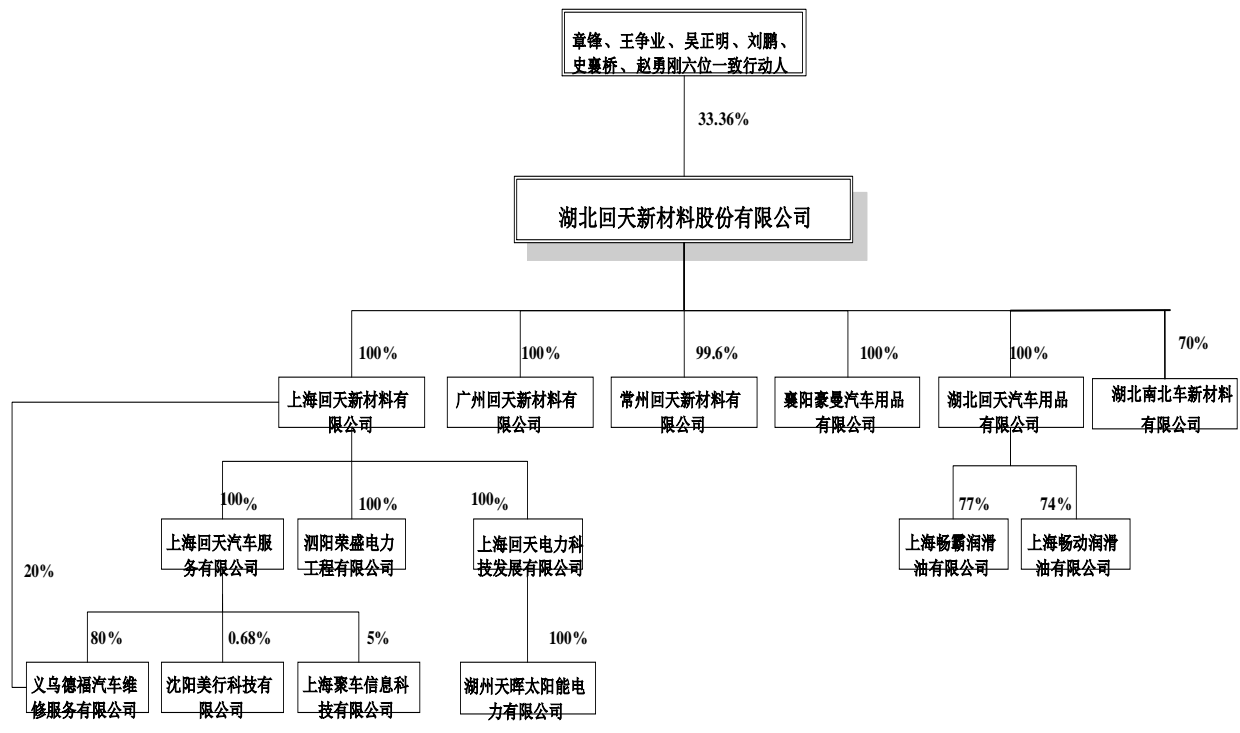 章锋、王争业、吴正明、刘鹏、
史襄桥、赵勇刚六位一致行动人
33.36%
湖北回天新材料股份有限公司
100%
100%
99.6%
100%
100%
70%
上海回天新材料有
限公司
广州回天新材料有
限公司
常州回天新材料有
限公司
襄阳豪曼汽车用品
有限公司
湖北回天汽车用品
有限公司
湖北南北车新材料
有限公司
100%
100%
100%
77%
74%
上海回天汽车服
务有限公司
泗阳荣盛电力
工程有限公司
上海回天电力科
技发展有限公司
上海畅霸润滑
油有限公司
上海畅动润滑
油有限公司
20%
80%
0.68%
5%
100%
义乌德福汽车维
修服务有限公司
沈阳美行科技有
限公司
上海聚车信息科
技有限公司
湖州天晖太阳能电
力有限公司